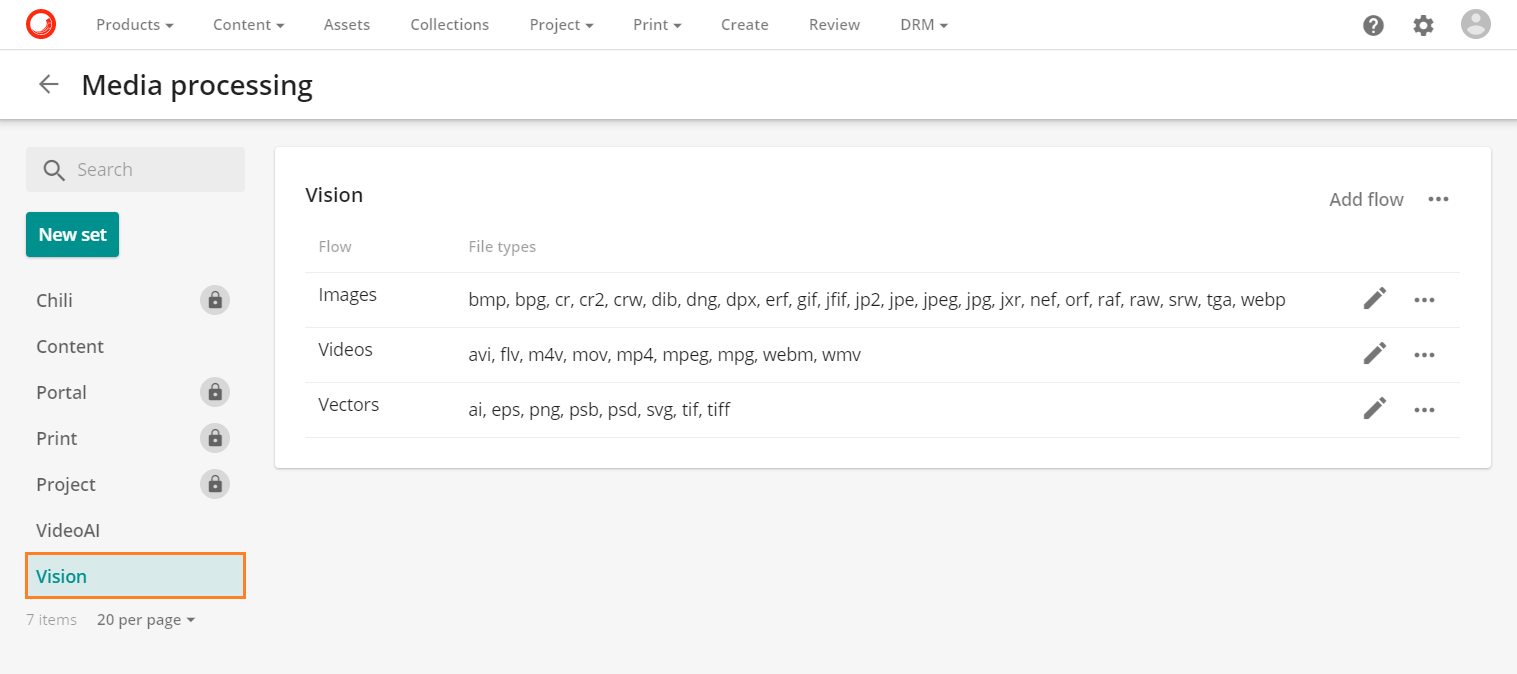 Products Content Assets Collections Project Print Create Review DRM
Media processing
Search
New set
Chili
Content
Portal
Print
Project
VideoAI
Vision
7 items 20 per page
Vision
Add flow
Flow File types
Images bmp, bpg, cr, cr2, crw, dib, dng, dpx, erf, gif, jfif, jp2, jpe, jpeg, jpg, jxr, nef, orf, raf, raw, srw, tga, webp
Videos avi, flv, m4v, mov, mp4, mpeg, mpg, webm, wmv
Vectors ai, eps, png, psb, psd, svg, tif, tiff